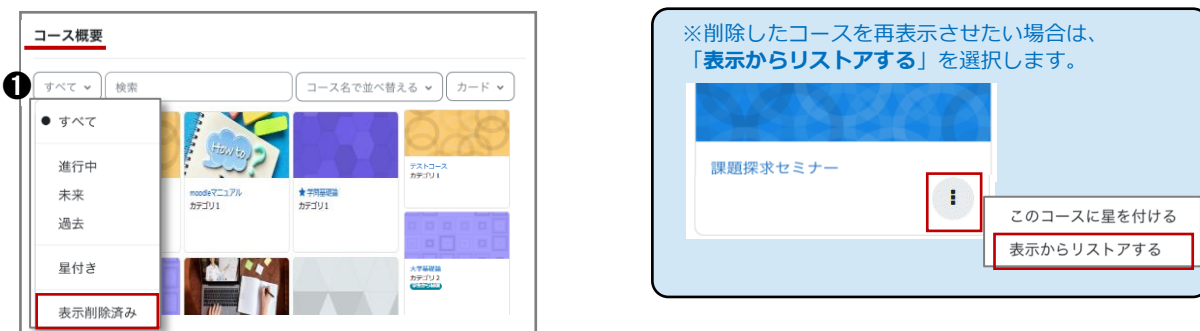 コース概要
❶
すべて
検索
コース名で並べ替える
カード
すべて
進行中
未来
過去
星付き
表示削除済み
How to
?
moodleマニュアル
カテゴリ1
★学問基礎論
カテゴリ1
テストコース
カテゴリ1
大学基礎論
カテゴリ2
※削除したコースを再表示させたい場合は、
「表示からリストアする」を選択します。
課題探求セミナー
このコースに星を付ける
表示からリストアする